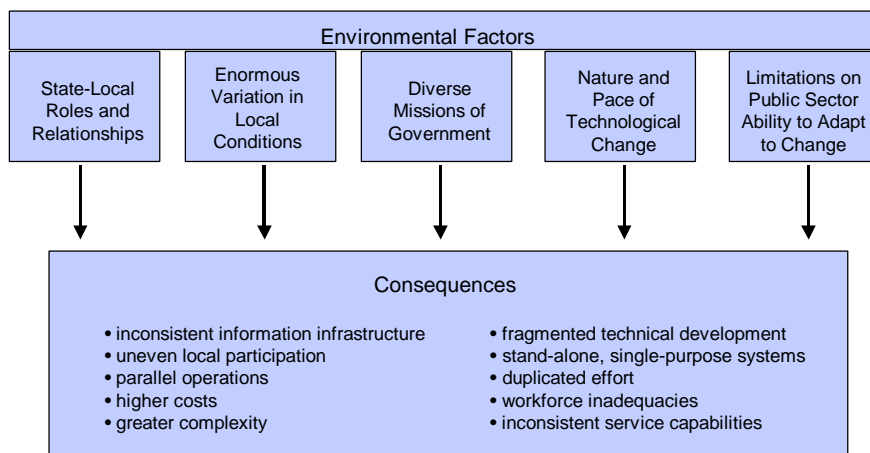 Environmental Factors
State-Local
Roles and
Relationships
Enormous
Variation in
Local
Conditions
Diverse
Missions of
Government
Nature and
Pace of
Technological
Change
Limitations on
Public Sector
Ability to Adapt
to Change
Consequences
• inconsistent information infrastructure
• uneven local participation
• parallel operations
• higher costs
• greater complexity
• fragmented technical development
• stand-alone, single-purpose systems
• duplicated effort
• workforce inadequacies
• inconsistent service capabilities